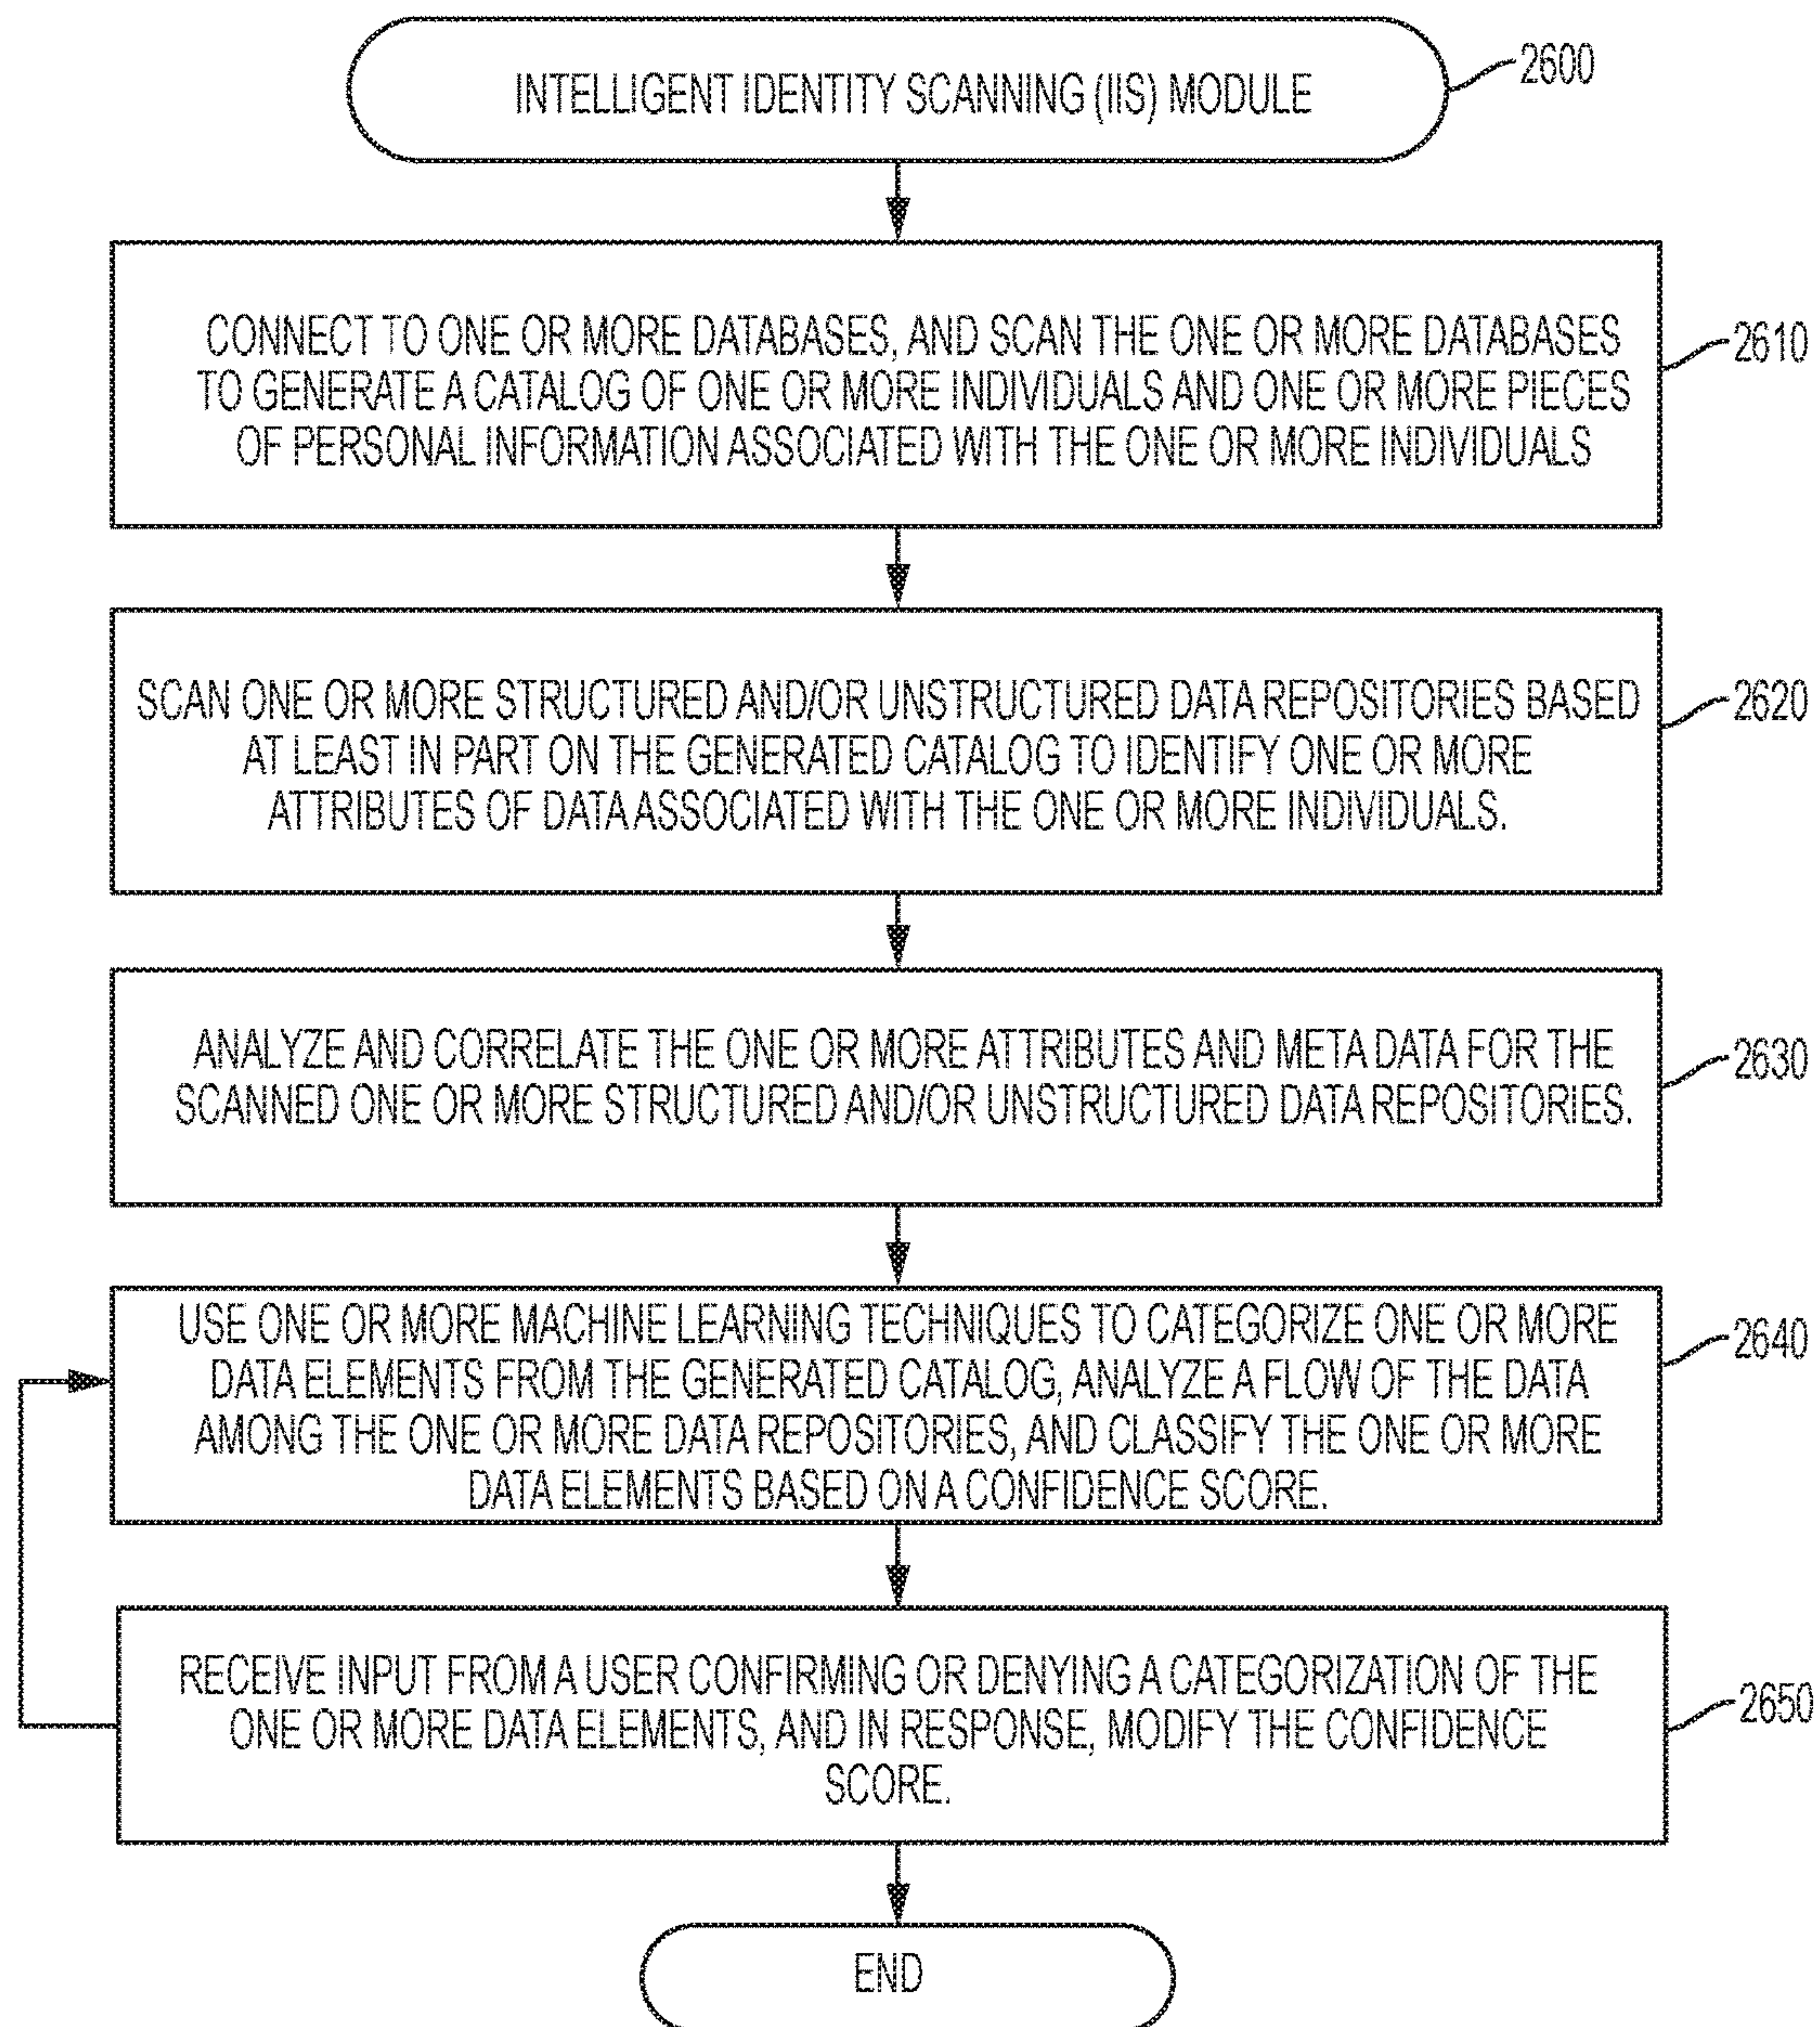 INTELLIGENT IDENTITY SCANNING (IIS) MODULE
2600
CONNECT TO ONE OR MORE DATABASES, AND SCAN THE ONE OR MORE DATABASES
TO GENERATE A CATALOG OF ONE OR MORE INDIVIDUALS AND ONE OR MORE PIECES
OF PERSONAL INFORMATION ASSOCIATED WITH THE ONE OR MORE INDIVIDUALS
2610
SCAN ONE OR MORE STRUCTURED AND/OR UNSTRUCTURED DATA REPOSITORIES BASED
AT LEAST IN PART ON THE GENERATED CATALOG TO IDENTIFY ONE OR MORE
ATTRIBUTES OF DATA ASSOCIATED WITH THE ONE OR MORE INDIVIDUALS.
2620
ANALYZE AND CORRELATE THE ONE OR MORE ATTRIBUTES AND META DATA FOR THE
SCANNED ONE OR MORE STRUCTURED AND/OR UNSTRUCTURED DATA REPOSITORIES.
2630
USE ONE OR MORE MACHINE LEARNING TECHNIQUES TO CATEGORIZE ONE OR MORE
DATA ELEMENTS FROM THE GENERATED CATALOG, ANALYZE A FLOW OF THE DATA
AMONG THE ONE OR MORE DATA REPOSITORIES, AND CLASSIFY THE ONE OR MORE
DATA ELEMENTS BASED ON A CONFIDENCE SCORE.
2640
RECEIVE INPUT FROM A USER CONFIRMING OR DENYING A CATEGORIZATION OF THE
ONE OR MORE DATA ELEMENTS, AND IN RESPONSE, MODIFY THE CONFIDENCE
SCORE.
2650
END